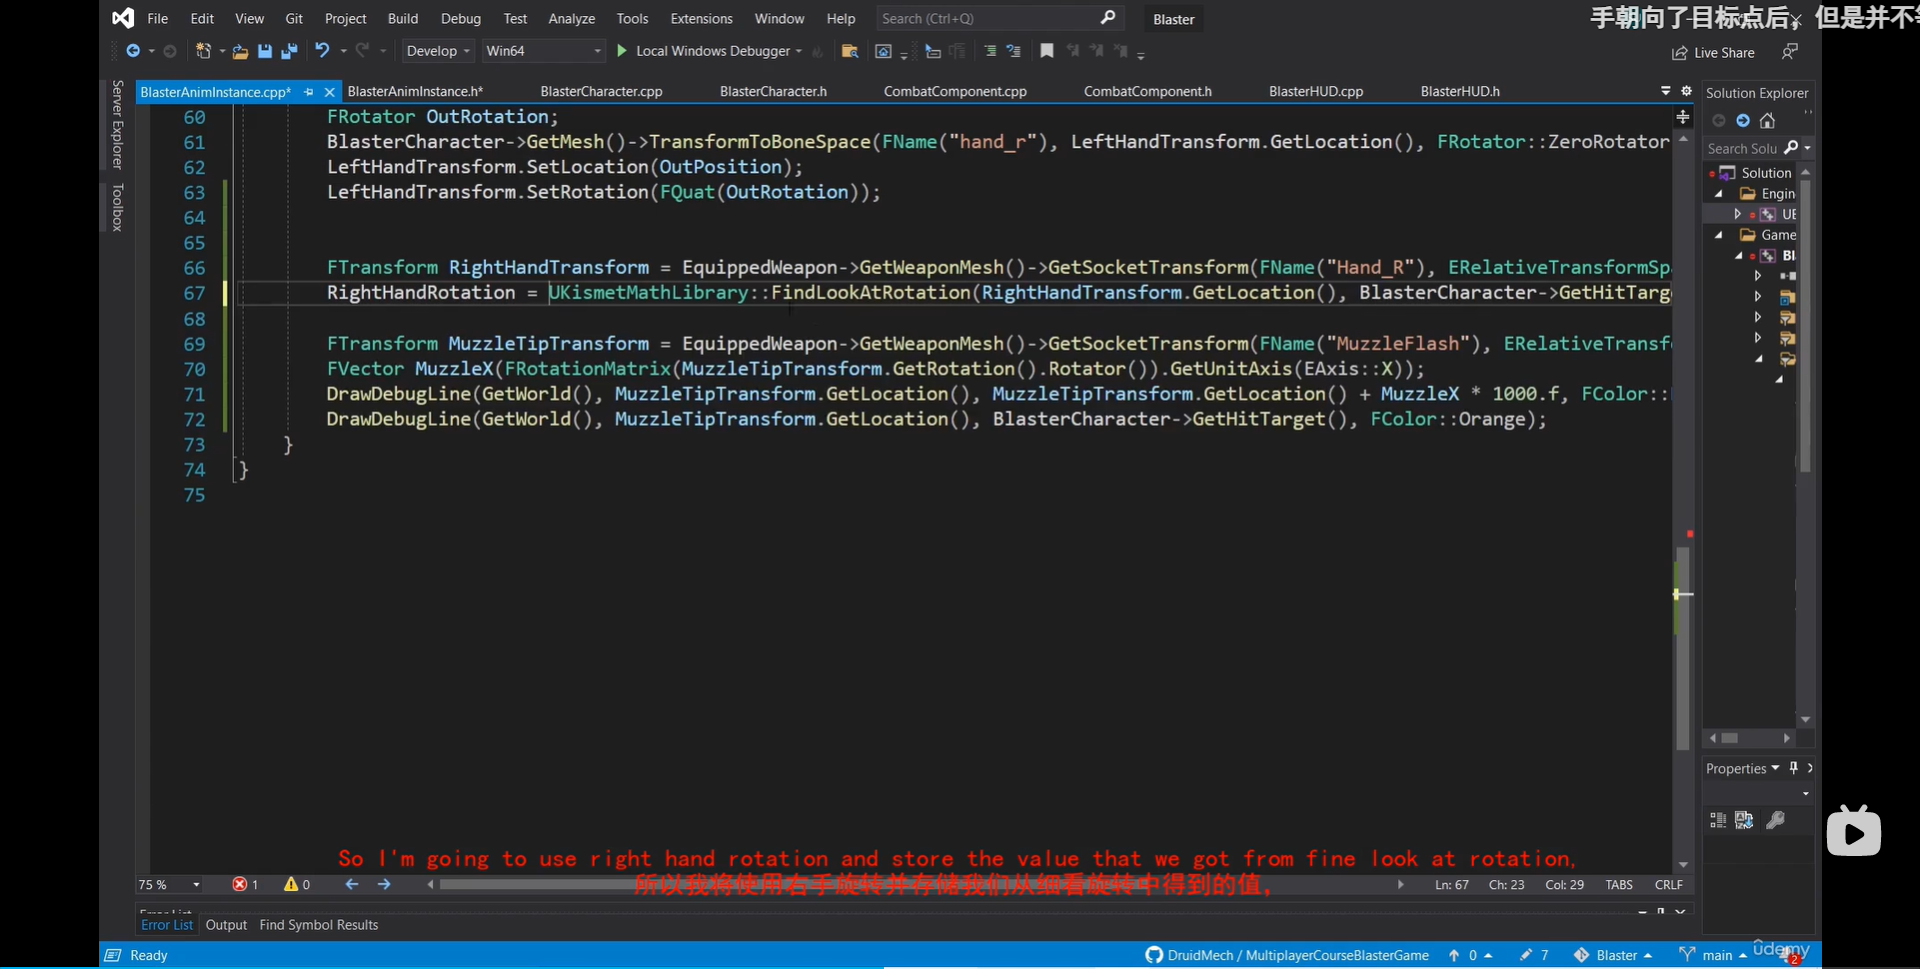 File Edit View Git Project Build Debug Test Analyze Tools Extensions Window Help Search (Ctrl+Q) Blaster
手朝向了目标点后，但是并不
Develop Win64 Local Windows Debugger Live Share
Server Explorer
Toolbox
BlasterAnimInstance.cpp* BlasterAnimInstance.h* BlasterCharacter.cpp BlasterCharacter.h CombatComponent.cpp CombatComponent.h BlasterHUD.cpp BlasterHUD.h
Solution Explorer
Search Solu
Solution
Engin
UE
Game
Bl
60 FRotator OutRotation;
61 BlasterCharacter->GetMesh()->TransformToBoneSpace(FName("hand_r"), LeftHandTransform.GetLocation(), FRotator::ZeroRotator
62 LeftHandTransform.SetLocation(OutPosition);
63 LeftHandTransform.SetRotation(FQuat(OutRotation));
64
65
66 FTransform RightHandTransform = EquippedWeapon->GetWeaponMesh()->GetSocketTransform(FName("Hand_R"), ERelativeTransformSp
67 RightHandRotation = UKismetMathLibrary::FindLookAtRotation(RightHandTransform.GetLocation(), BlasterCharacter->GetHitTarg
68
69 FTransform MuzzleTipTransform = EquippedWeapon->GetWeaponMesh()->GetSocketTransform(FName("MuzzleFlash"), ERelativeTransf
70 FVector MuzzleX(FRotationMatrix(MuzzleTipTransform.GetRotation().Rotator()).GetUnitAxis(EAxis::X));
71 DrawDebugLine(GetWorld(), MuzzleTipTransform.GetLocation(), MuzzleTipTransform.GetLocation() + MuzzleX * 1000.f, FColor::
72 DrawDebugLine(GetWorld(), MuzzleTipTransform.GetLocation(), BlasterCharacter->GetHitTarget(), FColor::Orange);
73 }
74 }
75
Properties
So I'm going to use right hand rotation and store the value that we got from fine look at rotation,
所以我将使用右手旋转并存储我们从细看旋转中得到的值，
75 % 1 0 Ln: 67 Ch: 23 Col: 29 TABS CRLF
Error List
Error List Output Find Symbol Results
Ready DruidMech / MultiplayerCourseBlasterGame 0 7 Blaster main 2
udemy